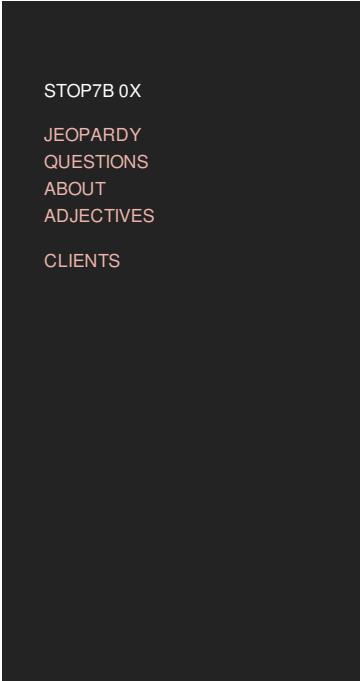 STOP7B 0X
JEOPARDY
QUESTIONS
ABOUT
ADJECTIVES
CLIENTS